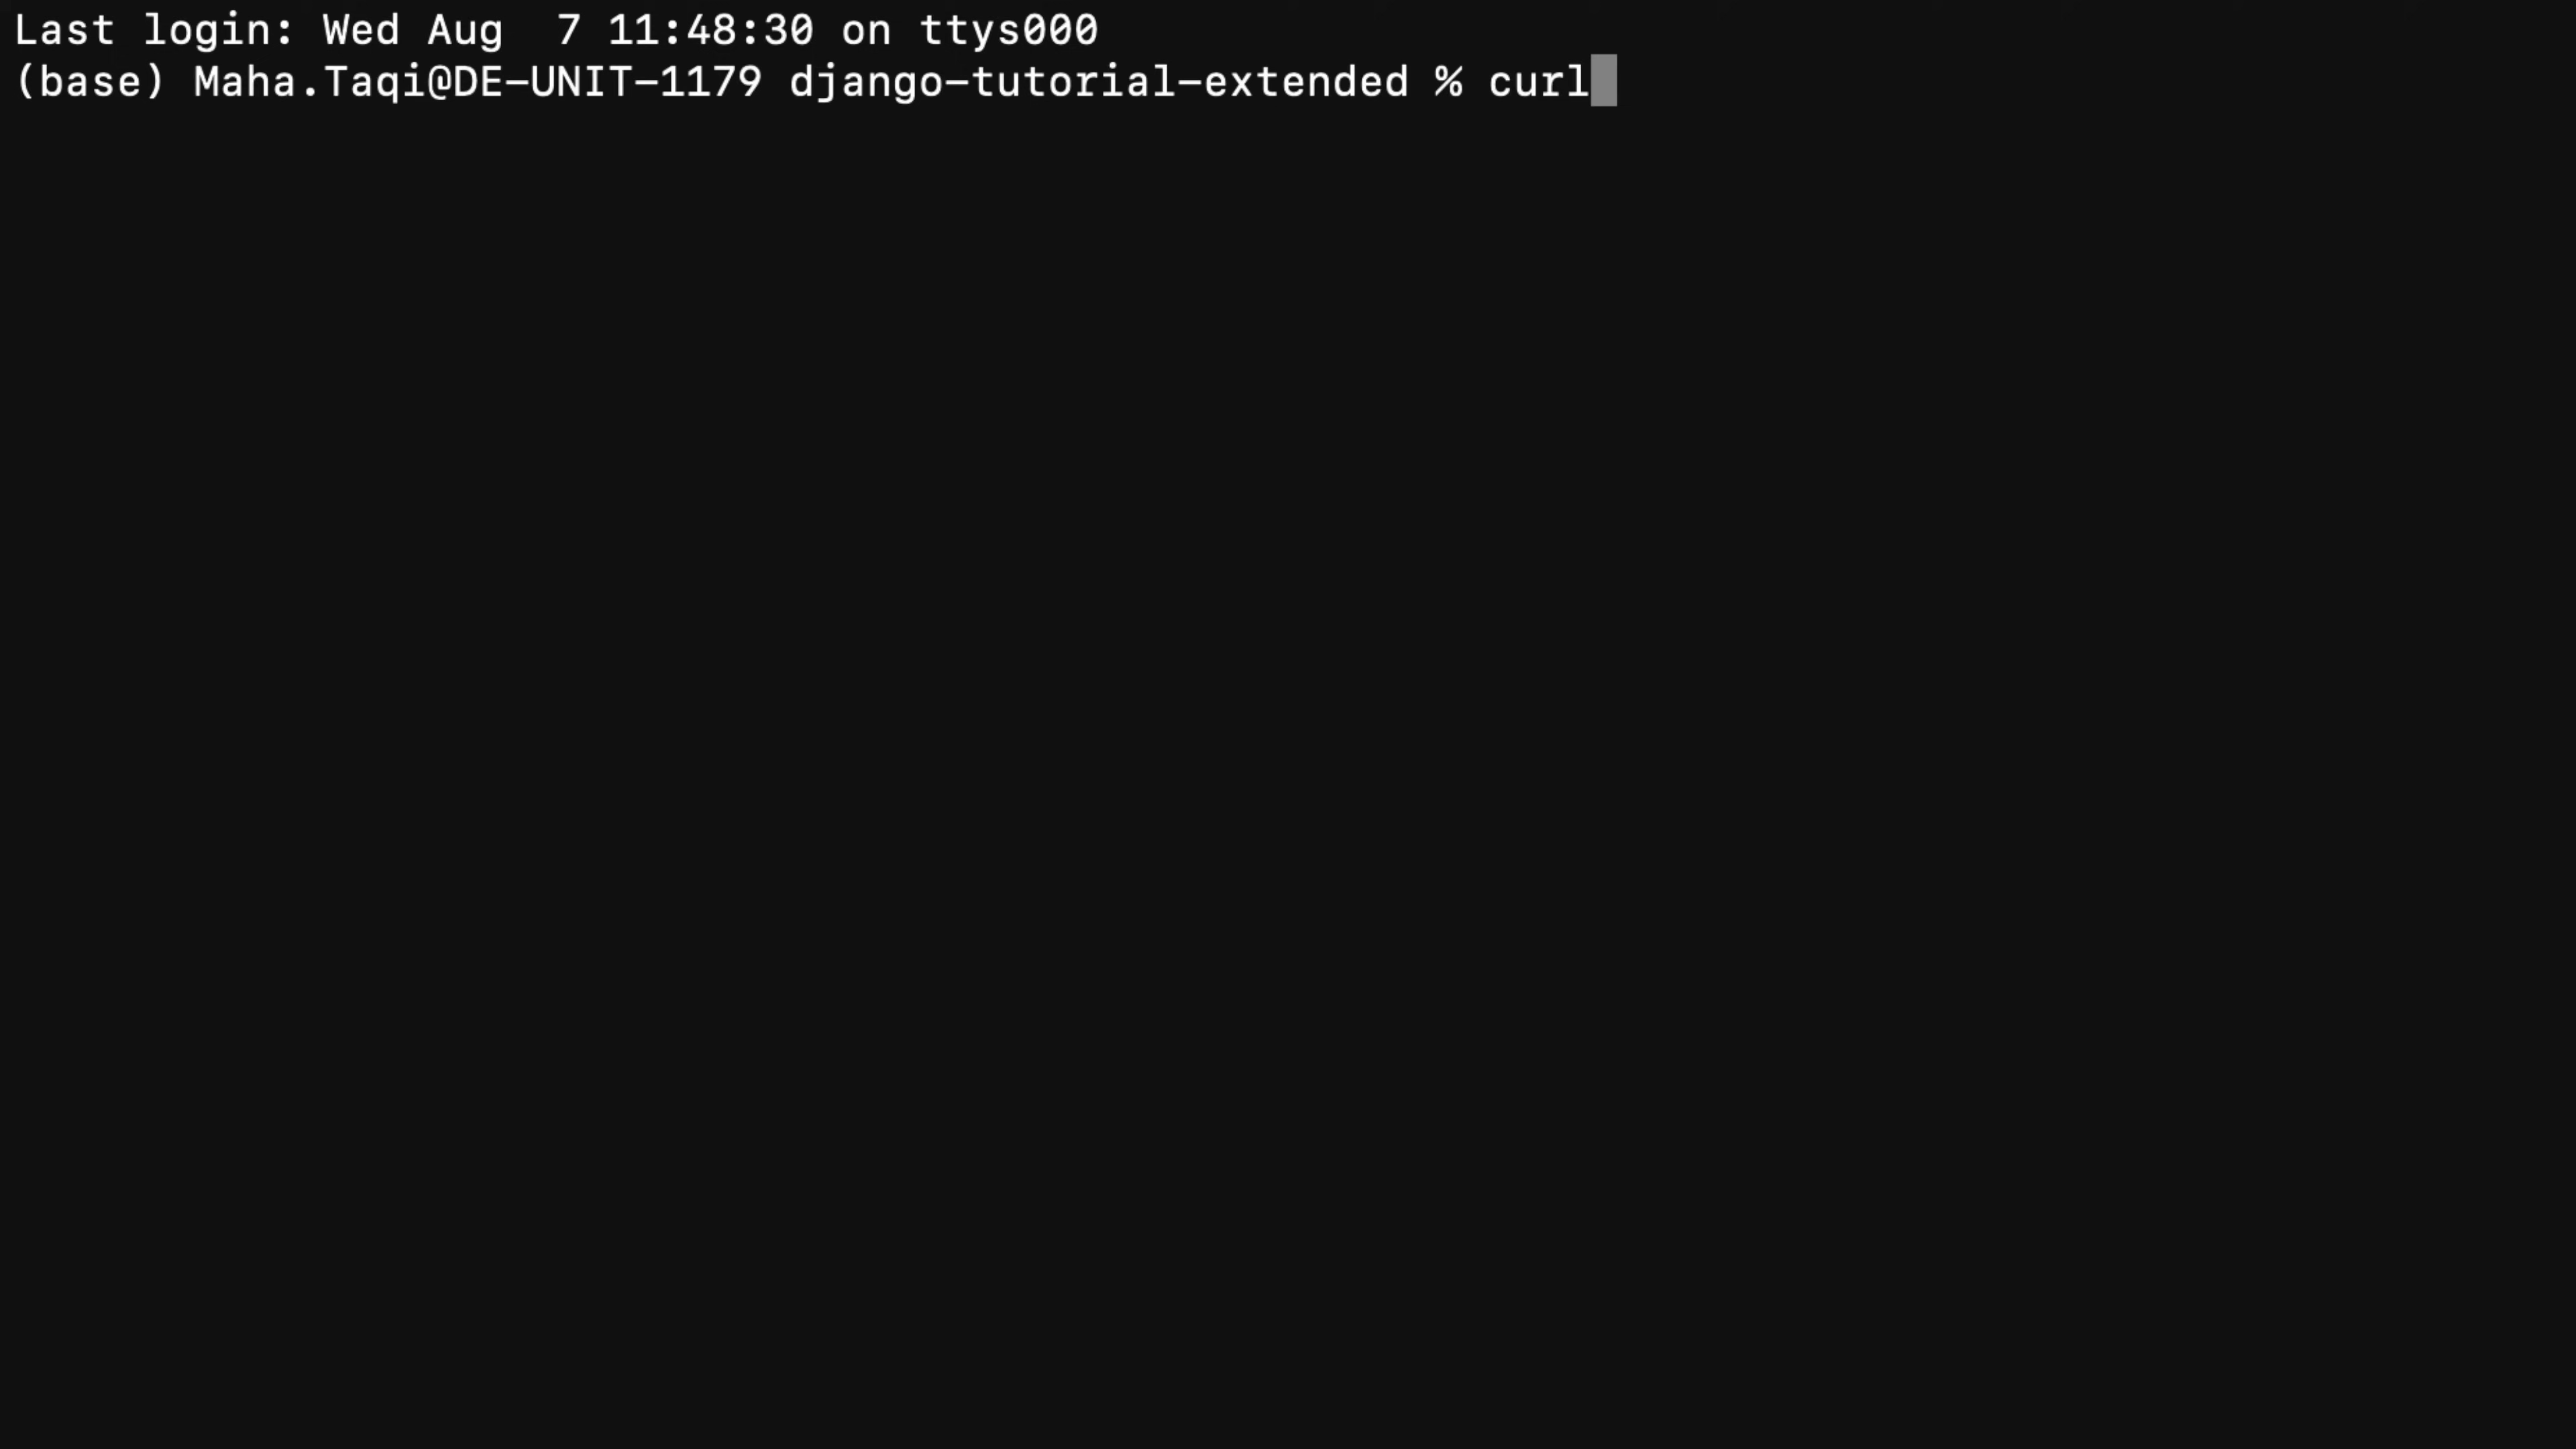 Last login: Wed Aug  7 11:48:30 on ttys000
(base) Maha.Taqi@DE-UNIT-1179 django-tutorial-extended % curl